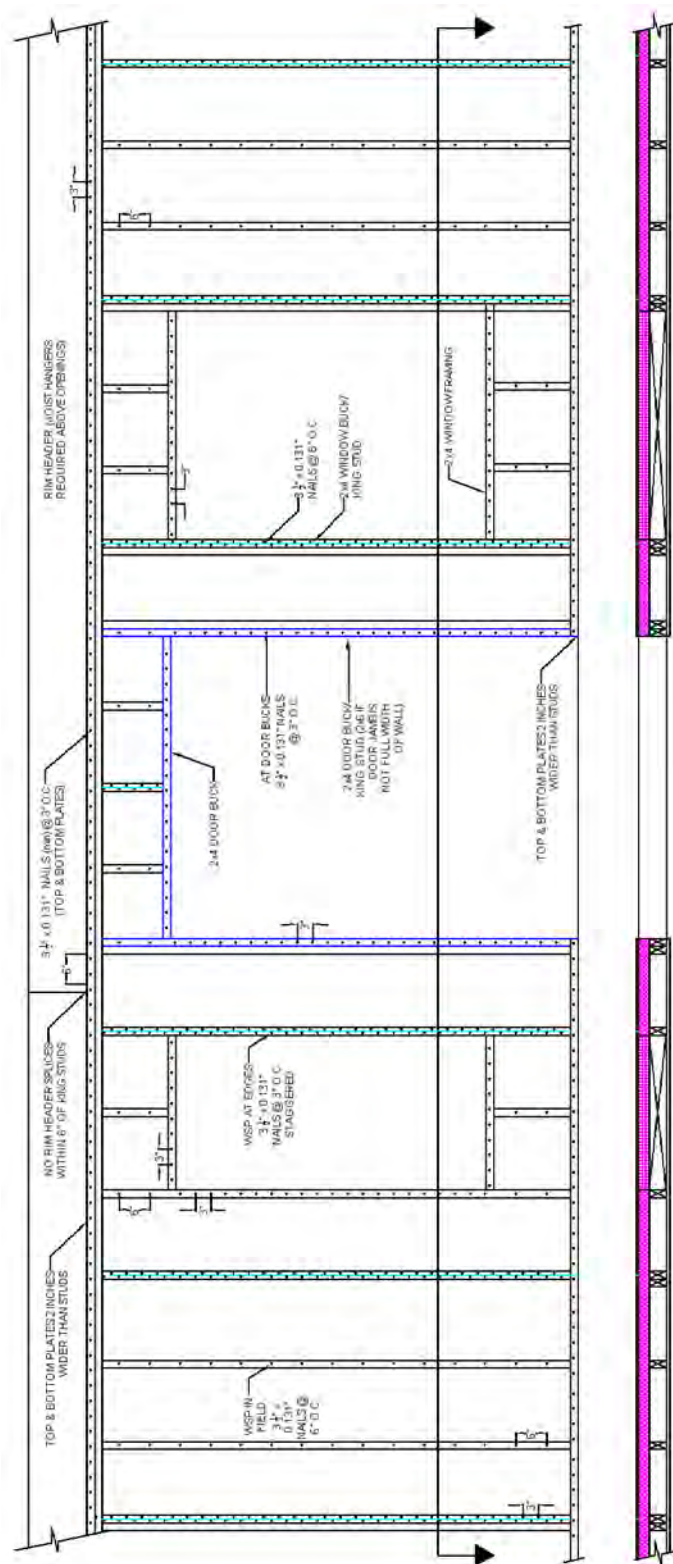 TOP & BOTTOM PLATES 2 INCHES
WIDER THAN STUDS
NO RIM HEADER SPLICES
WITHIN 6" OF KING STUDS
6"
3 ½" x 0.131" NAILS (min) @ 3" O.C.
(TOP & BOTTOM PLATES)
RIM HEADER (JOIST HANGERS
REQUIRED ABOVE OPENINGS)
3"
6"
3"
3"
6"
3"
WSP AT EDGES
3 ½" x 0.131"
NAILS @ 3" O.C.
STAGGERED
3"
2x4 DOOR BUCK
AT DOOR BUCKS
3 ½" x 0.131" NAILS
@ 3" O.C.
2x4 DOOR BUCK/
KING STUD (2x6 IF
DOOR JAMB IS
NOT FULL WIDTH
OF WALL)
3 ½" x 0.131"
NAILS @ 6" O.C.
2x4 WINDOW BUCK/
KING STUD
2x4 WINDOW FRAMING
WSP IN
FIELD
3 ½" x
0.131"
NAILS @
6" O.C.
6"
3"
TOP & BOTTOM PLATES 2 INCHES
WIDER THAN STUDS